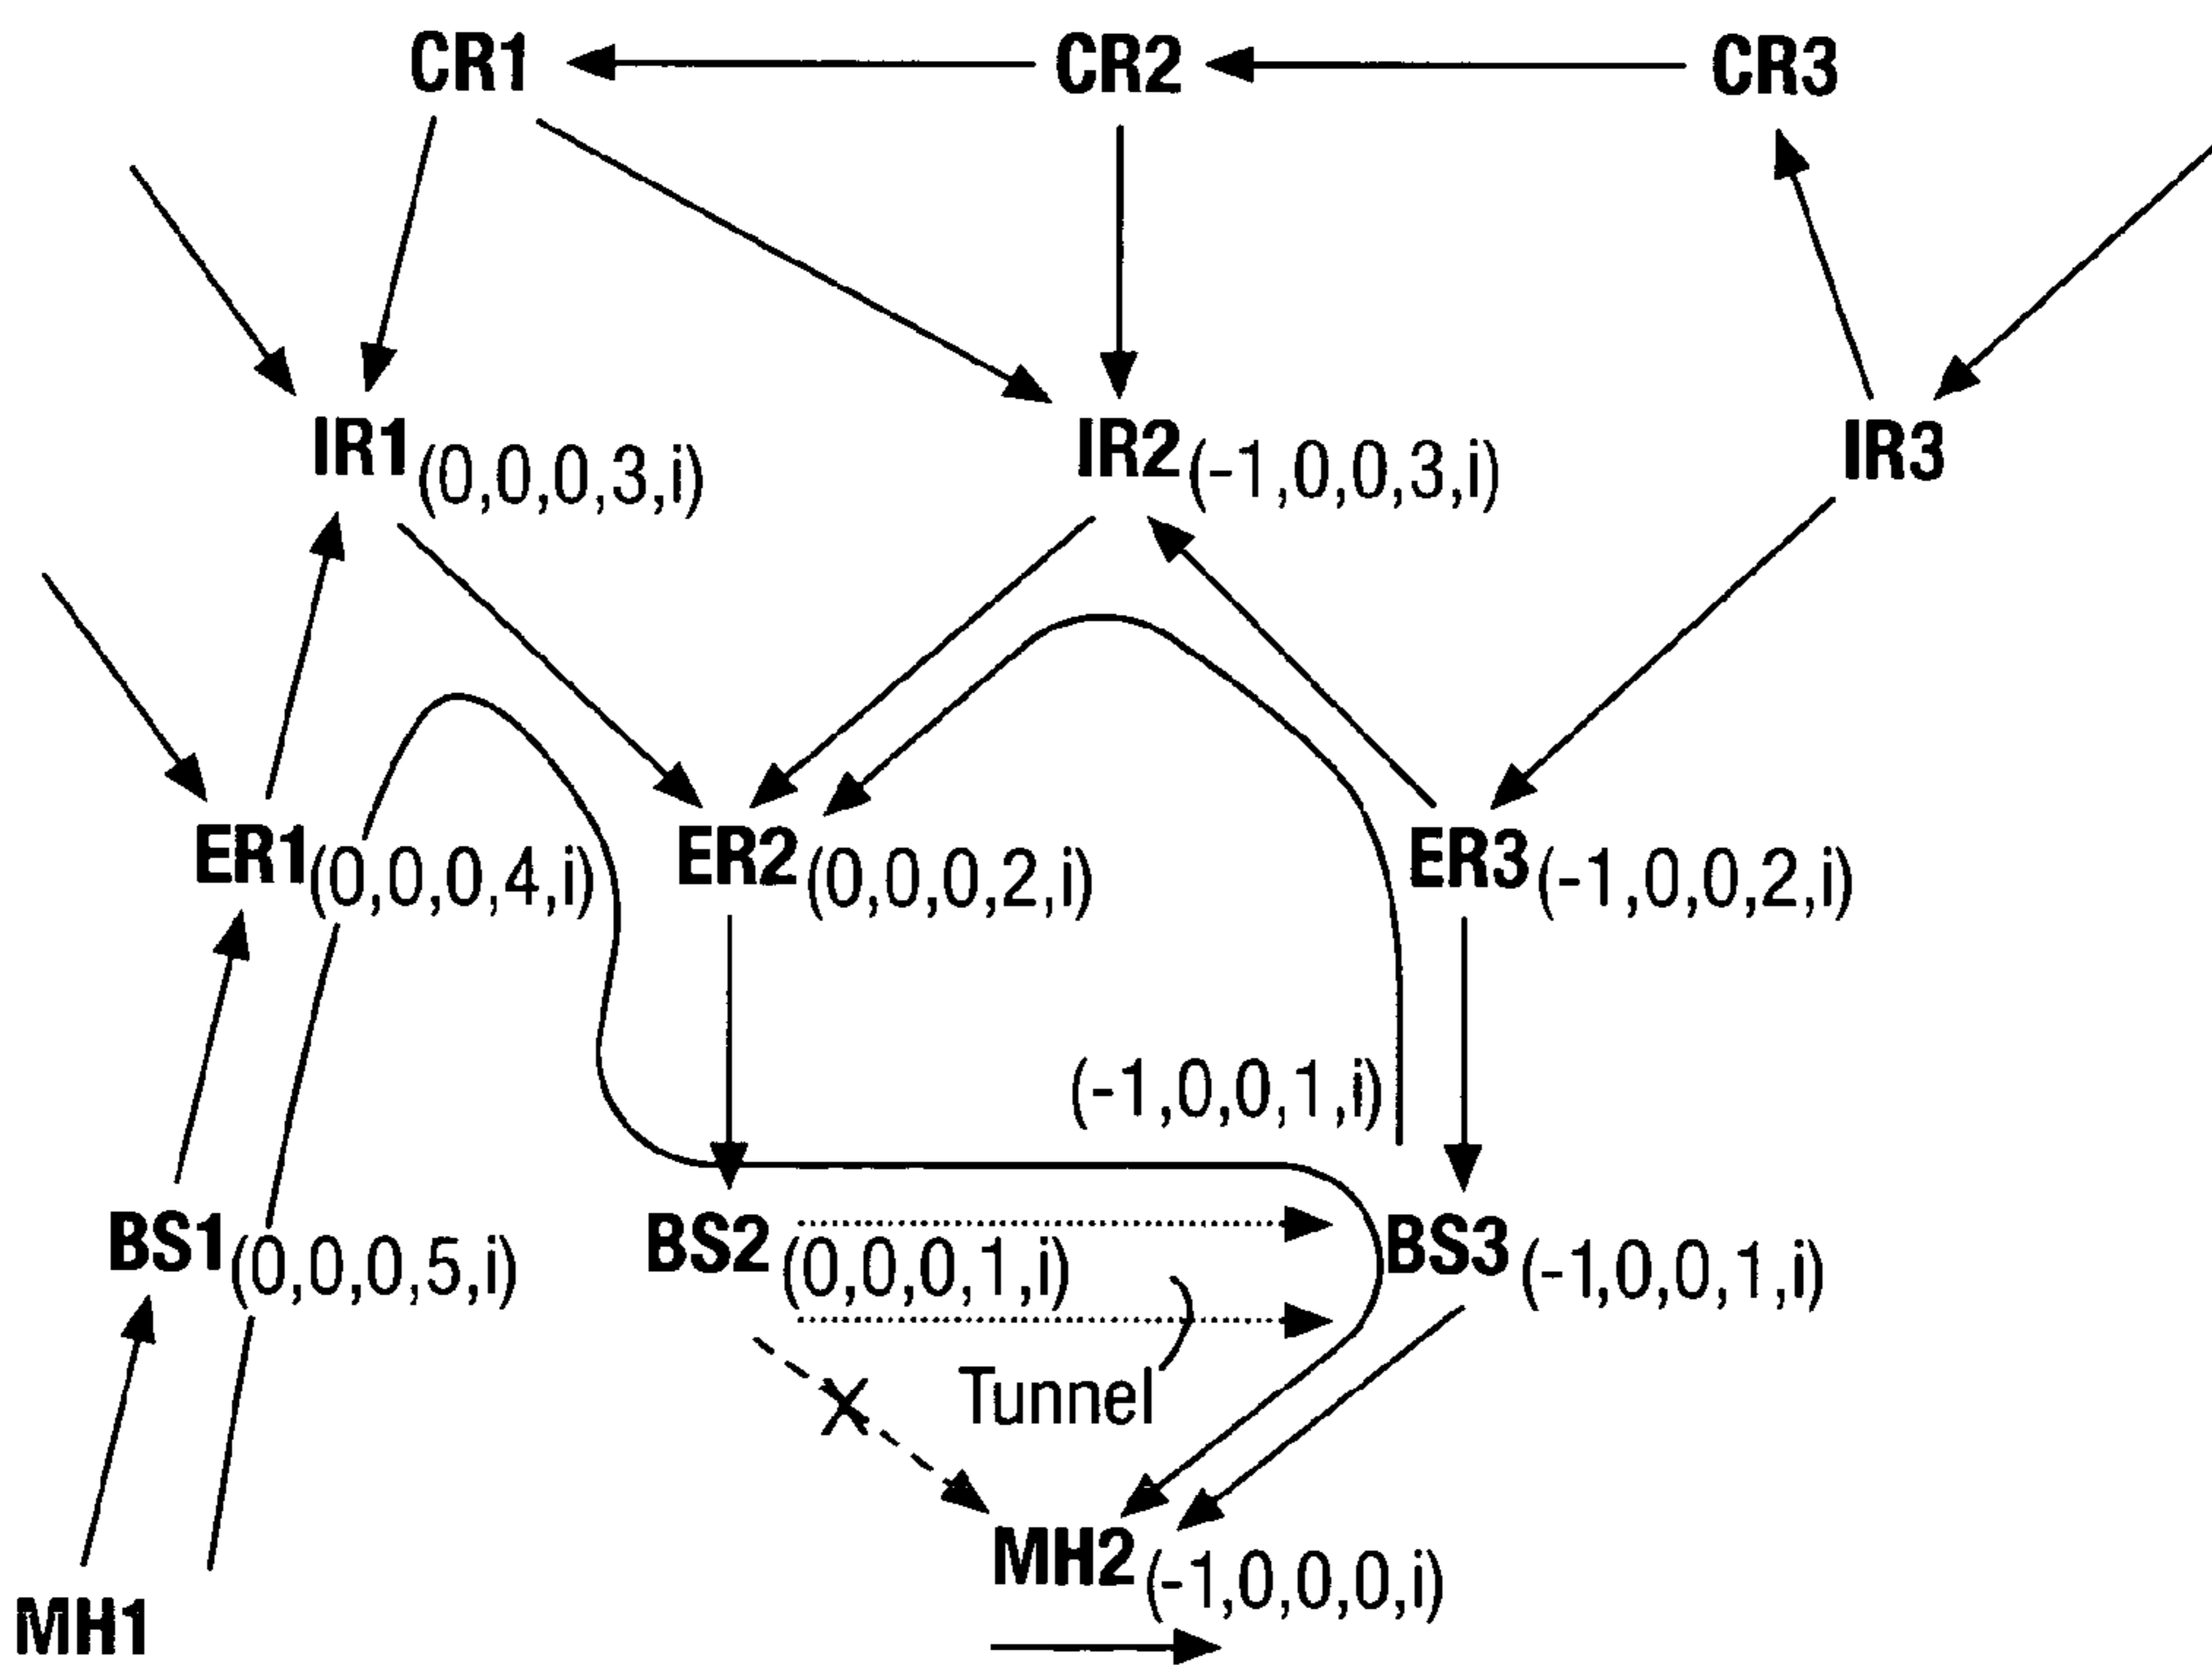 CR1 CR2 CR3
IR1(0,0,0,3,i) IR2(-1,0,0,3,i) IR3
ER1(0,0,0,4,i) ER2(0,0,0,2,i) ER3(-1,0,0,2,i)
(-1,0,0,1,i)
BS1(0,0,0,5,i) BS2(0,0,0,1,i) BS3(-1,0,0,1,i)
X Tunnel
MH2(-1,0,0,0,i)
MH1